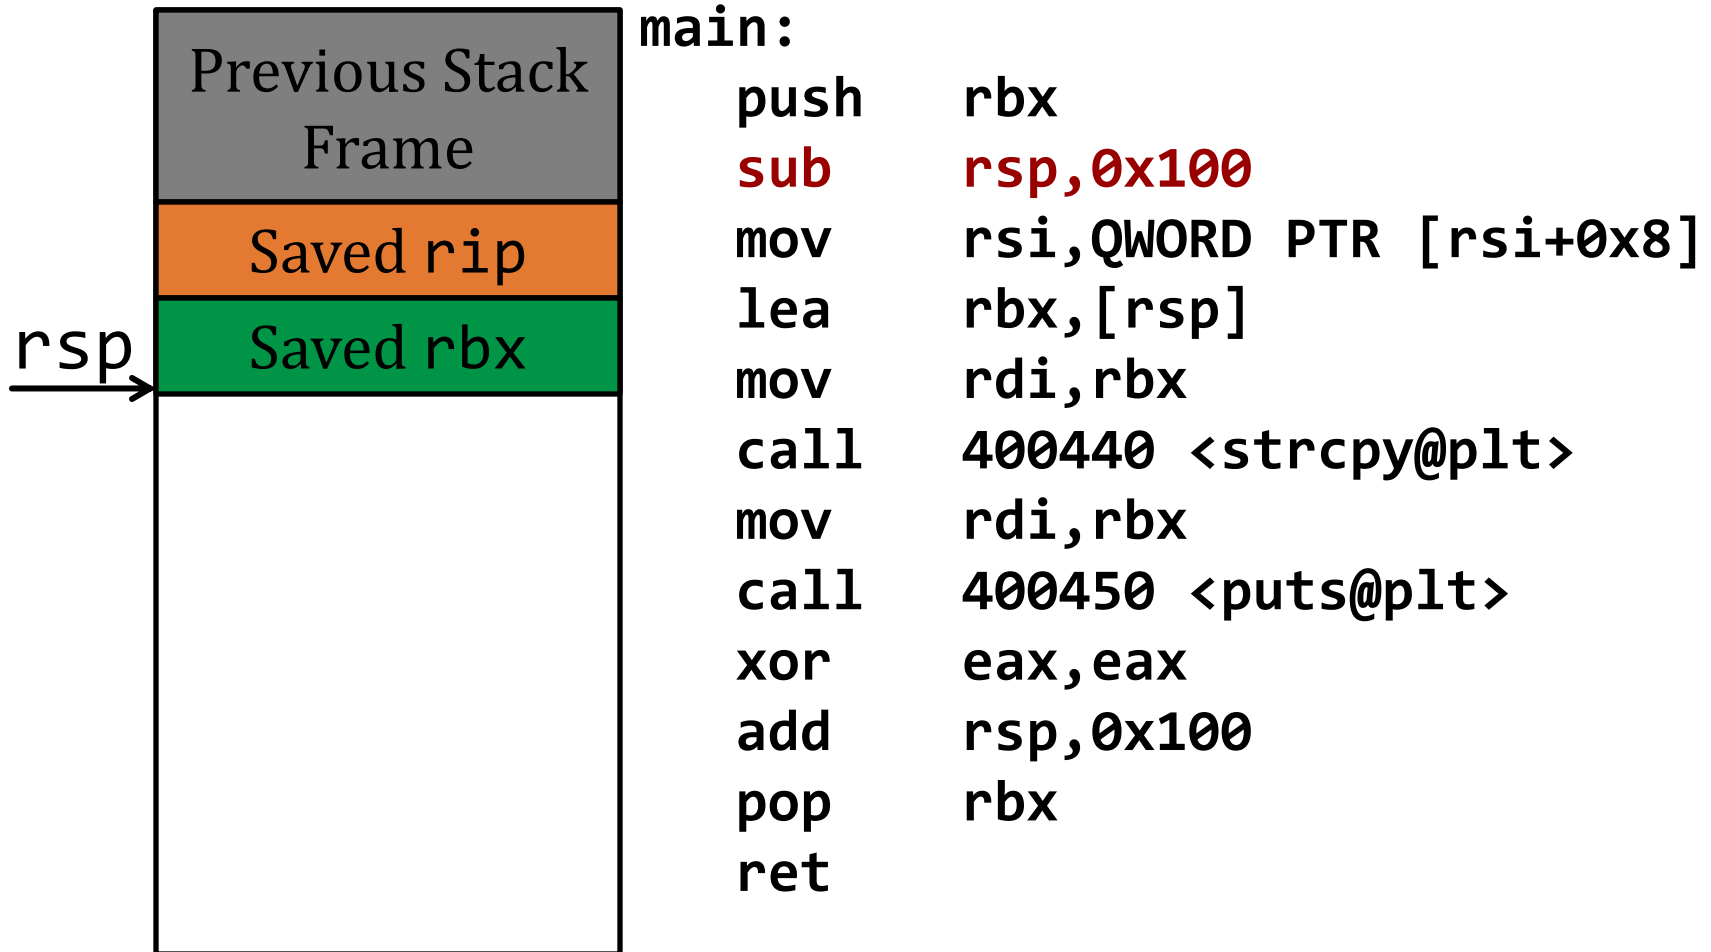 Previous Stack
Frame
Saved rip
rsp
Saved rbx
main:
push rbx
sub rsp,0x100
mov rsi,QWORD PTR [rsi+0x8]
lea rbx,[rsp]
mov rdi,rbx
call 400440 <strcpy@plt>
mov rdi,rbx
call 400450 <puts@plt>
xor eax,eax
add rsp,0x100
pop rbx
ret